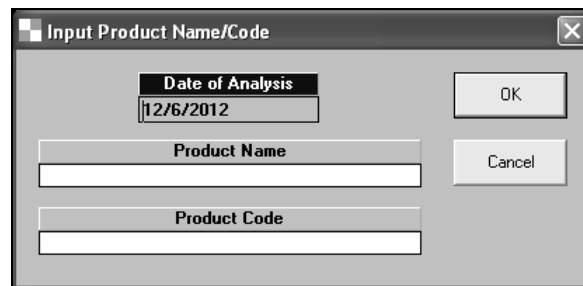 Input Product Name/Code
Date of Analysis
12/6/2012
OK
Product Name
Cancel
Product Code